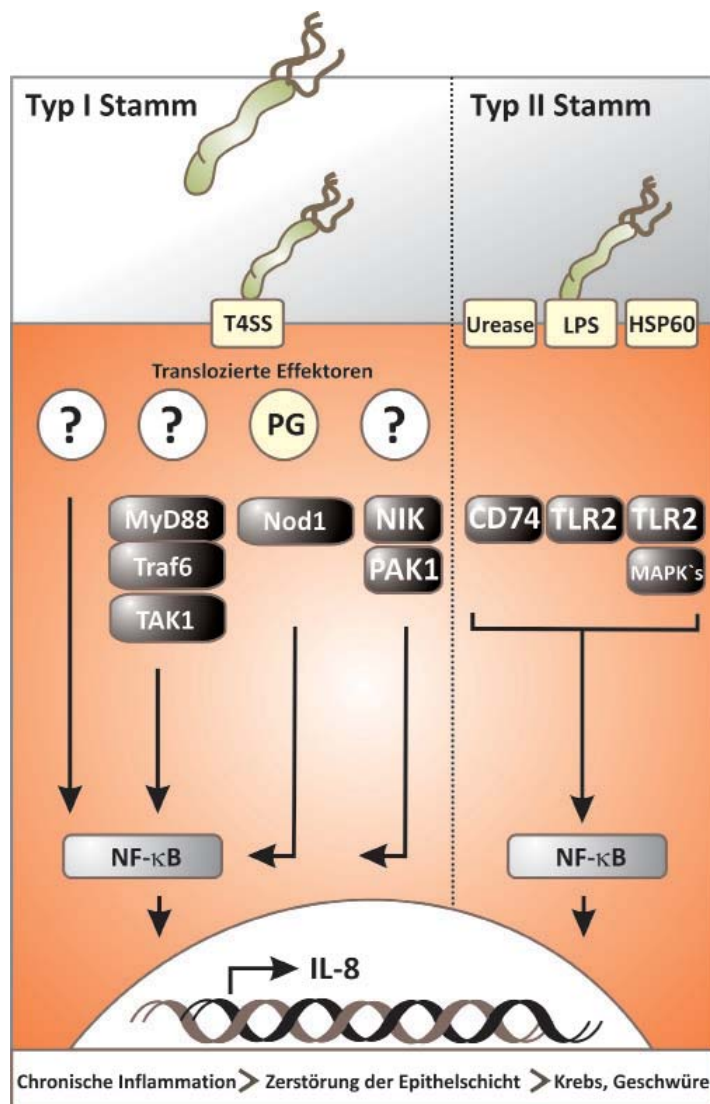 Typ I Stamm
Typ II Stamm
T4SS
Urease
LPS
HSP60
Translozierte Effektoren
?
?
PG
?
MyD88
Traf6
TAK1
Nod1
NIK
PAK1
CD74
TLR2
TLR2
MAPK`s
NF-κB
NF-κB
IL-8
Chronische Inflammation > Zerstörung der Epithelschicht > Krebs, Geschwüre